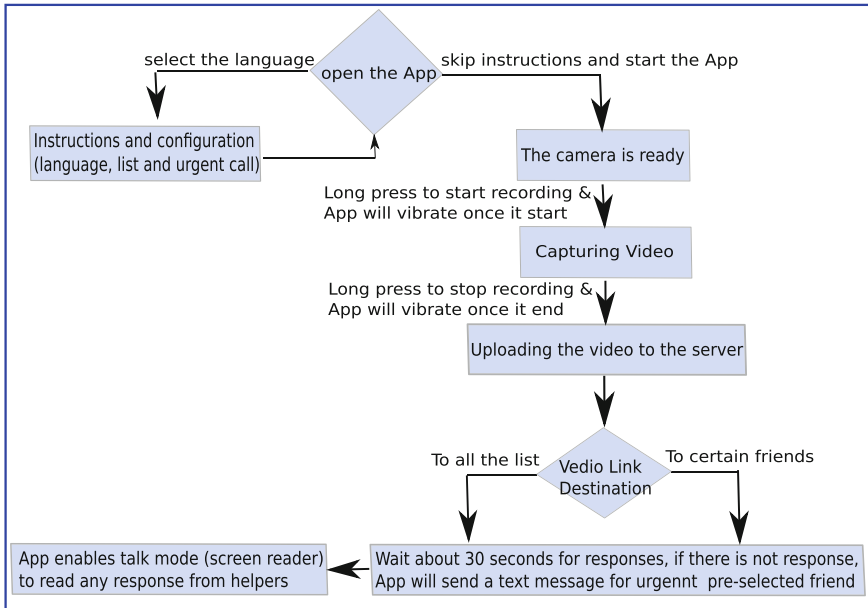 open the App
select the language
skip instructions and start the App
Instructions and configuration
(language, list and urgent call)
The camera is ready
Long press to start recording &
App will vibrate once it start
Capturing Video
Long press to stop recording &
App will vibrate once it end
Uploading the video to the server
Vedio Link
Destination
To all the list
To certain friends
Wait about 30 seconds for responses, if there is not response,
App will send a text message for urgennt pre-selected friend
App enables talk mode (screen reader)
to read any response from helpers